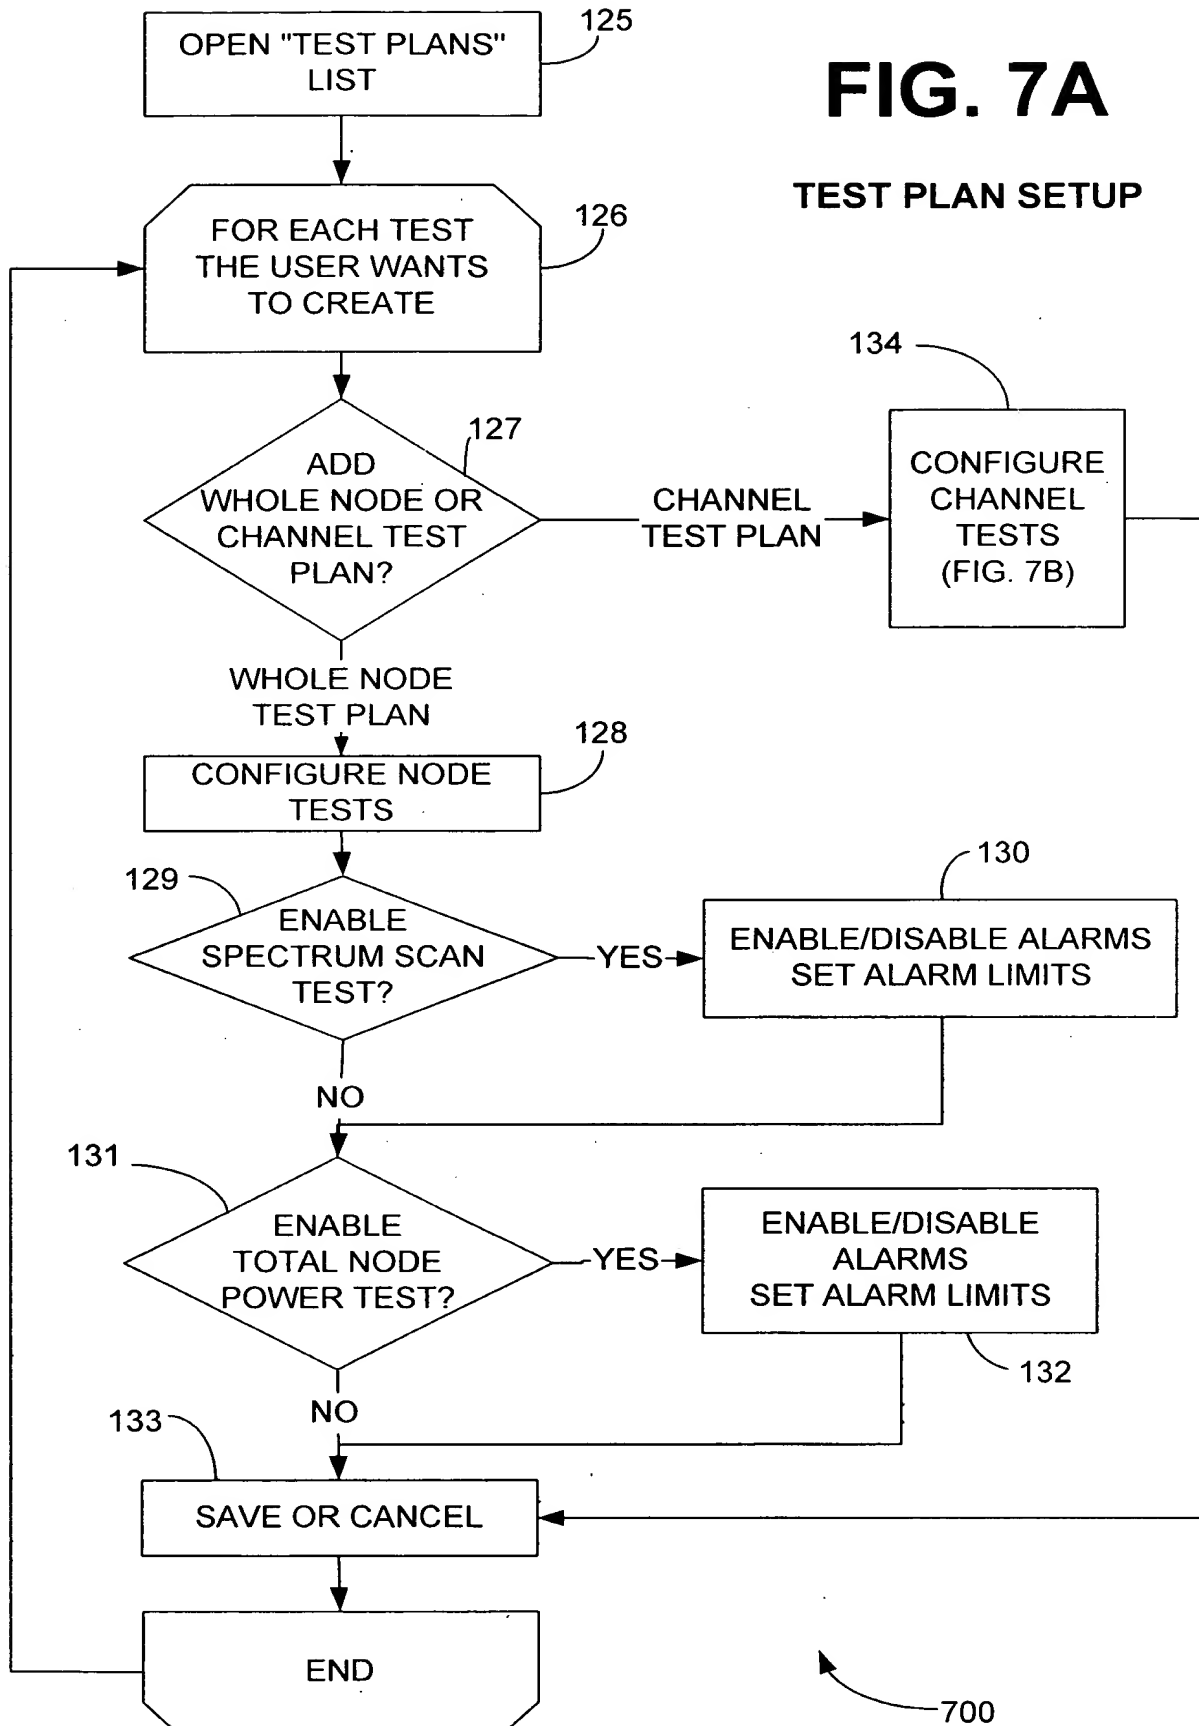 125
OPEN "TEST PLANS"
LIST
FIG. 7A
TEST PLAN SETUP
126
FOR EACH TEST
THE USER WANTS
TO CREATE
134
127
ADD
WHOLE NODE OR
CHANNEL TEST
PLAN?
CHANNEL
TEST PLAN
CONFIGURE
CHANNEL
TESTS
(FIG. 7B)
WHOLE NODE
TEST PLAN
128
CONFIGURE NODE
TESTS
129
ENABLE
SPECTRUM SCAN
TEST?
YES
130
ENABLE/DISABLE ALARMS
SET ALARM LIMITS
NO
131
ENABLE
TOTAL NODE
POWER TEST?
YES
ENABLE/DISABLE
ALARMS
SET ALARM LIMITS
132
NO
133
SAVE OR CANCEL
END
700